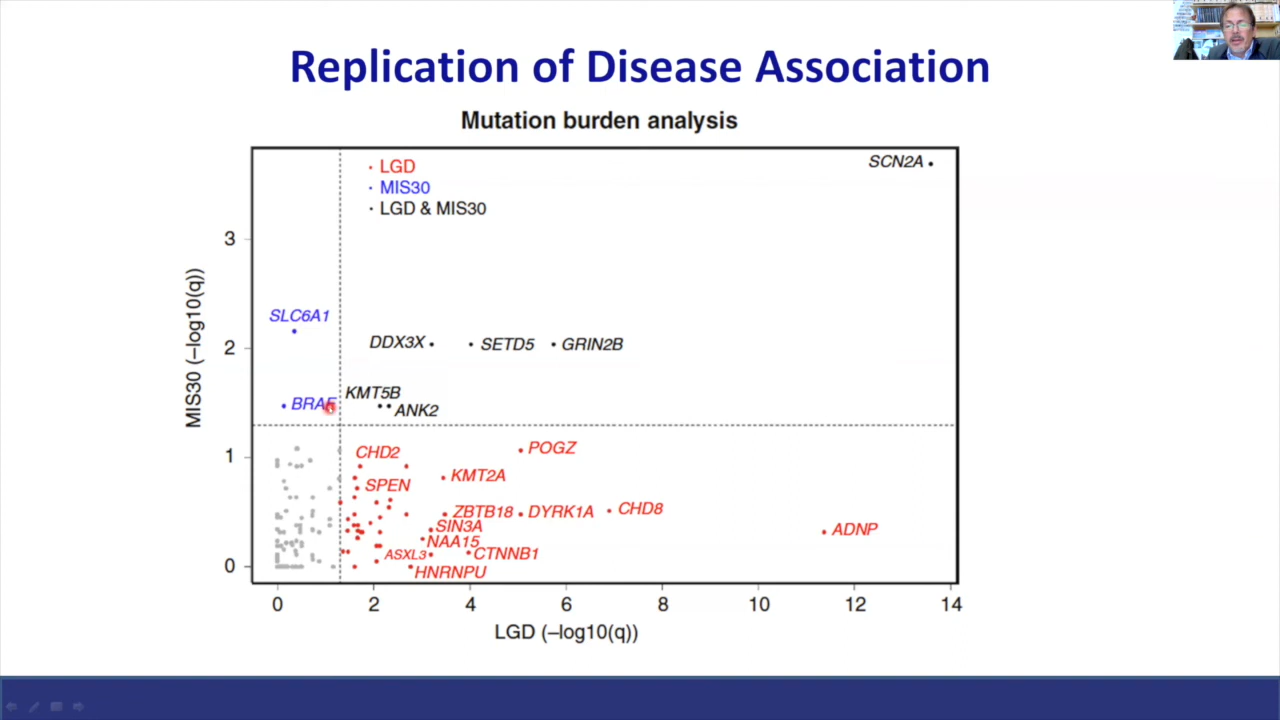 Replication of Disease Association
Mutation burden analysis
LGD
MIS30
LGD & MIS30
SCN2A
SLC6A1
DDX3X
SETD5
GRIN2B
BRAF
KMT5B
ANK2
CHD2
POGZ
SPEN
KMT2A
ZBTB18
DYRK1A
CHD8
SIN3A
ADNP
NAA15
ASXL3
CTNNB1
HNRNPU
3
2
1
0
MIS30 (–log10(q))
0 2 4 6 8 10 12 14
LGD (–log10(q))